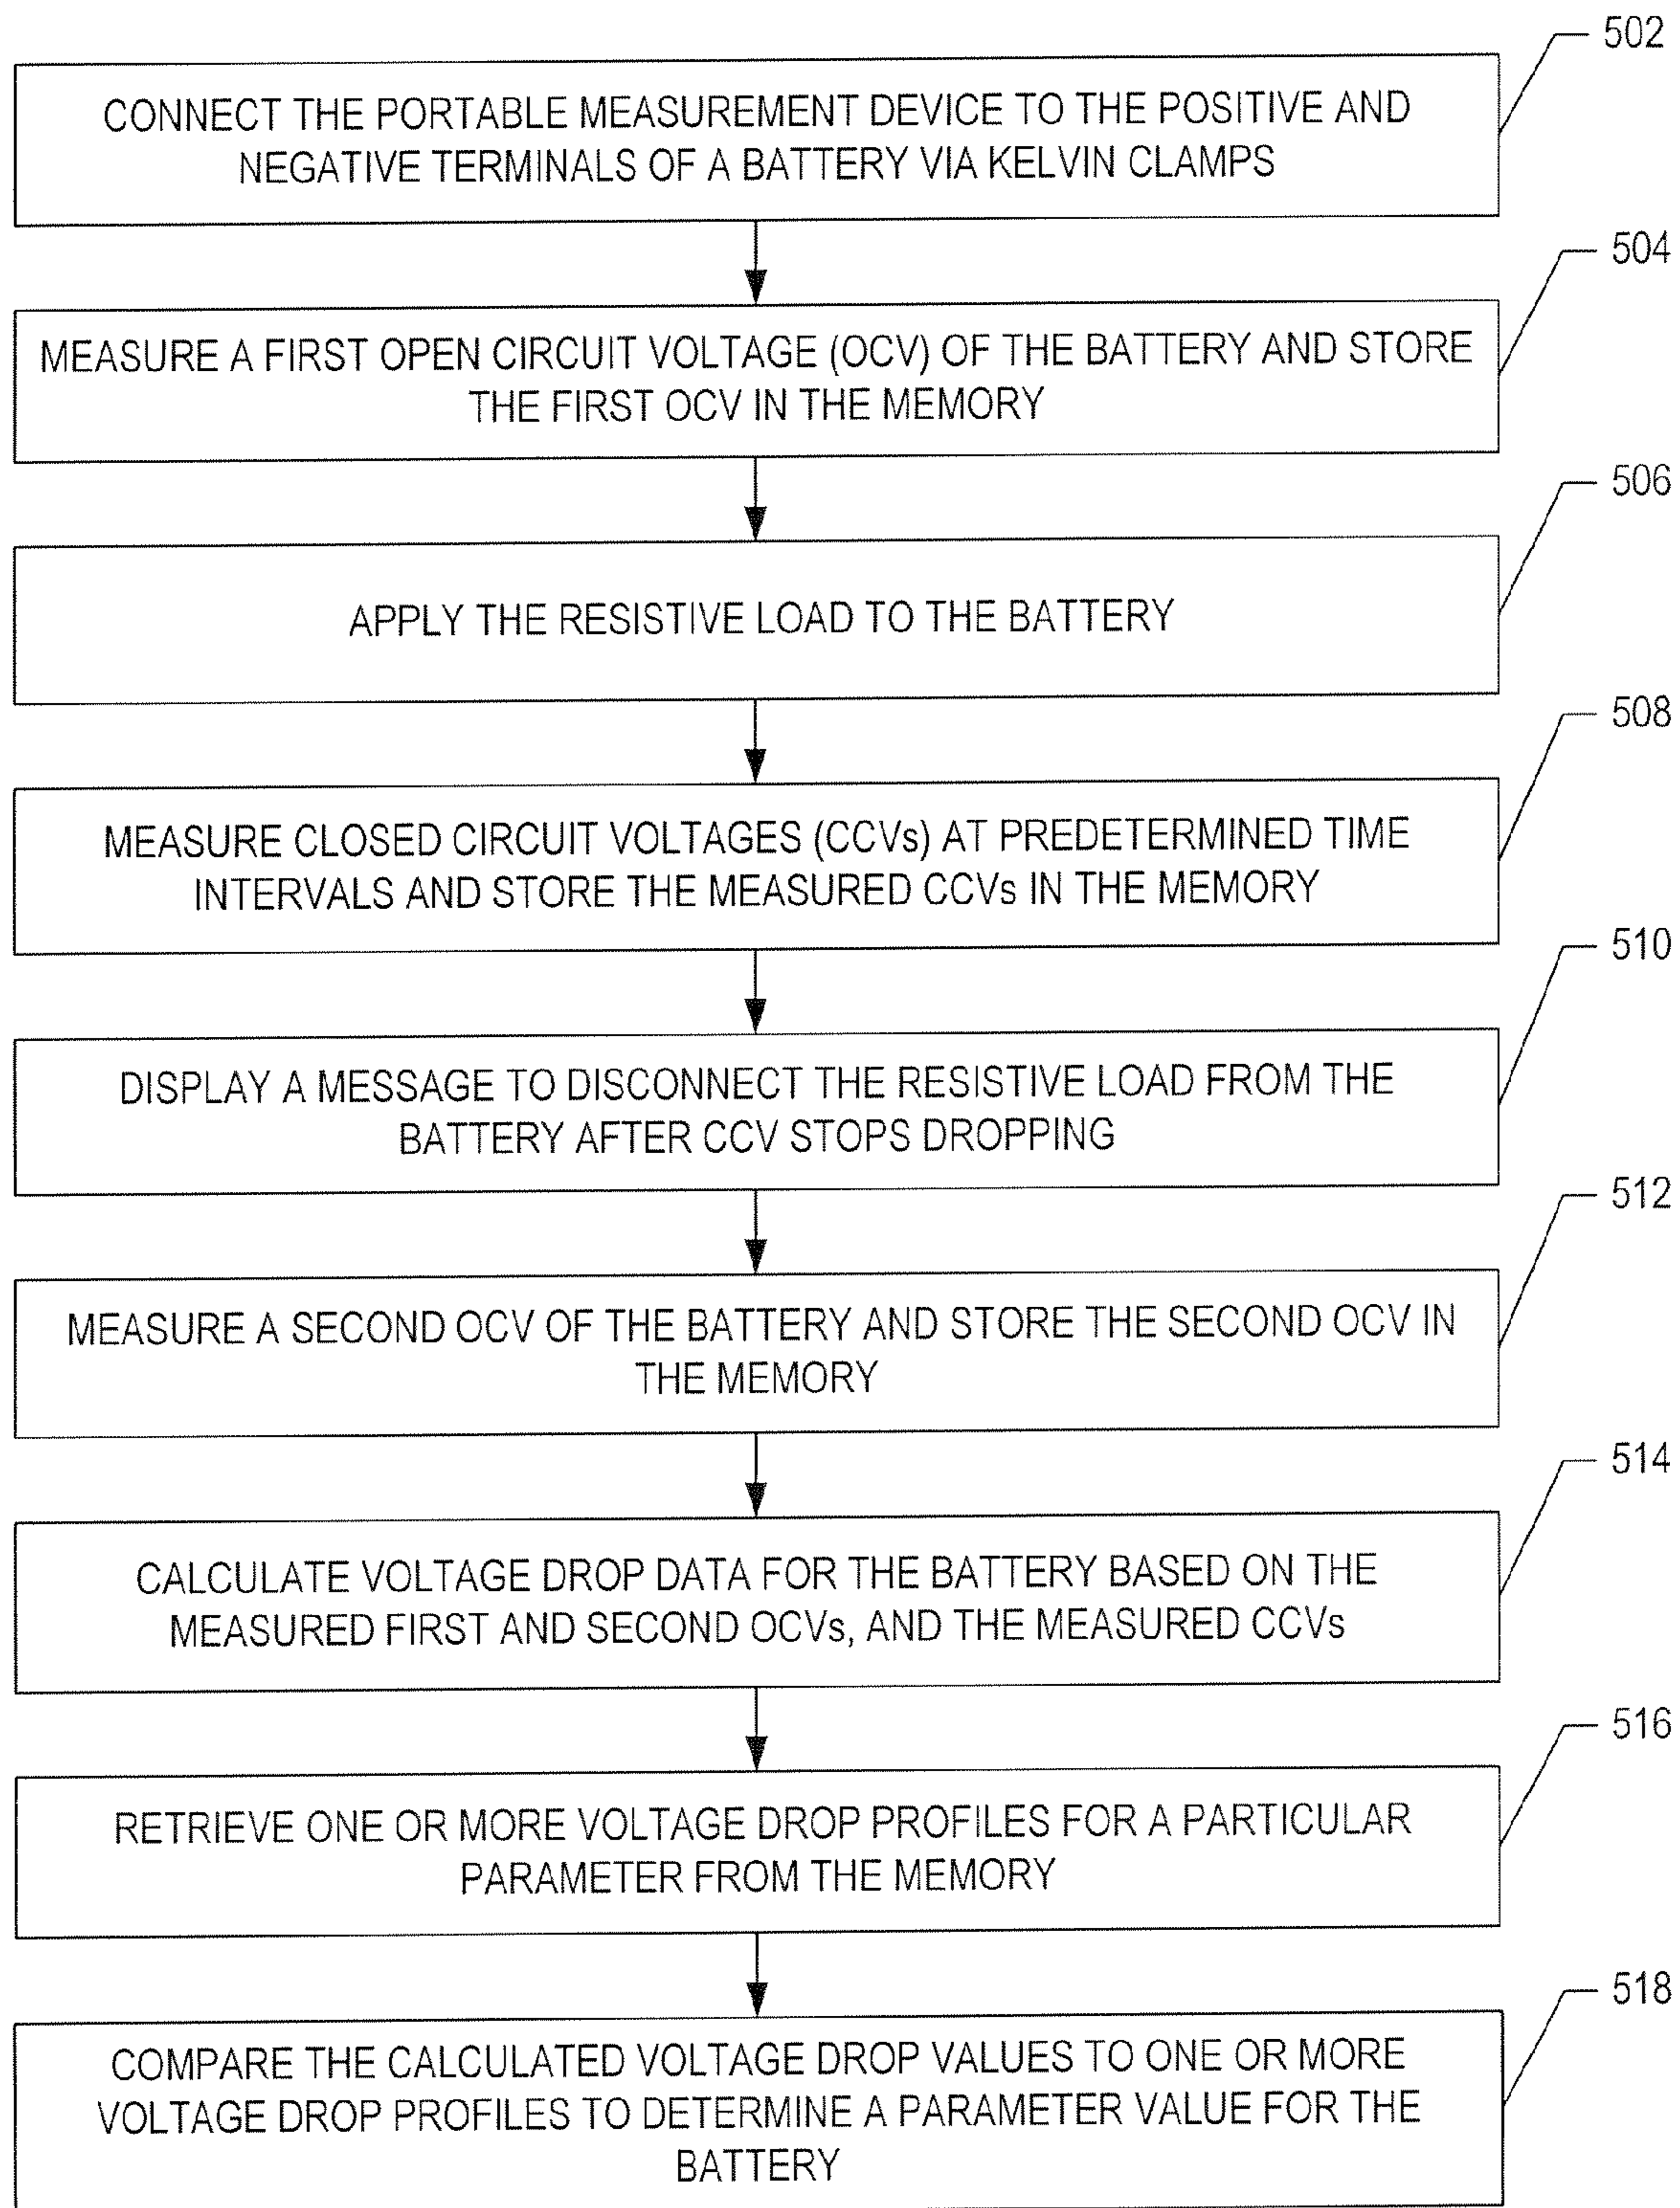 502
CONNECT THE PORTABLE MEASUREMENT DEVICE TO THE POSITIVE AND
NEGATIVE TERMINALS OF A BATTERY VIA KELVIN CLAMPS
504
MEASURE A FIRST OPEN CIRCUIT VOLTAGE (OCV) OF THE BATTERY AND STORE
THE FIRST OCV IN THE MEMORY
506
APPLY THE RESISTIVE LOAD TO THE BATTERY
508
MEASURE CLOSED CIRCUIT VOLTAGES (CCVs) AT PREDETERMINED TIME
INTERVALS AND STORE THE MEASURED CCVs IN THE MEMORY
510
DISPLAY A MESSAGE TO DISCONNECT THE RESISTIVE LOAD FROM THE
BATTERY AFTER CCV STOPS DROPPING
512
MEASURE A SECOND OCV OF THE BATTERY AND STORE THE SECOND OCV IN
THE MEMORY
514
CALCULATE VOLTAGE DROP DATA FOR THE BATTERY BASED ON THE
MEASURED FIRST AND SECOND OCVs, AND THE MEASURED CCVs
516
RETRIEVE ONE OR MORE VOLTAGE DROP PROFILES FOR A PARTICULAR
PARAMETER FROM THE MEMORY
518
COMPARE THE CALCULATED VOLTAGE DROP VALUES TO ONE OR MORE
VOLTAGE DROP PROFILES TO DETERMINE A PARAMETER VALUE FOR THE
BATTERY